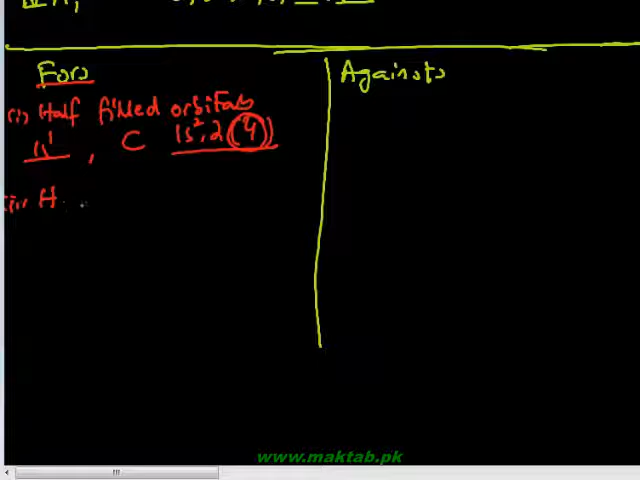 Fors
Againsts
(i) Half filled orbitals
1s¹, C 1s², 2(4)
(ii) H
www.maktab.pk